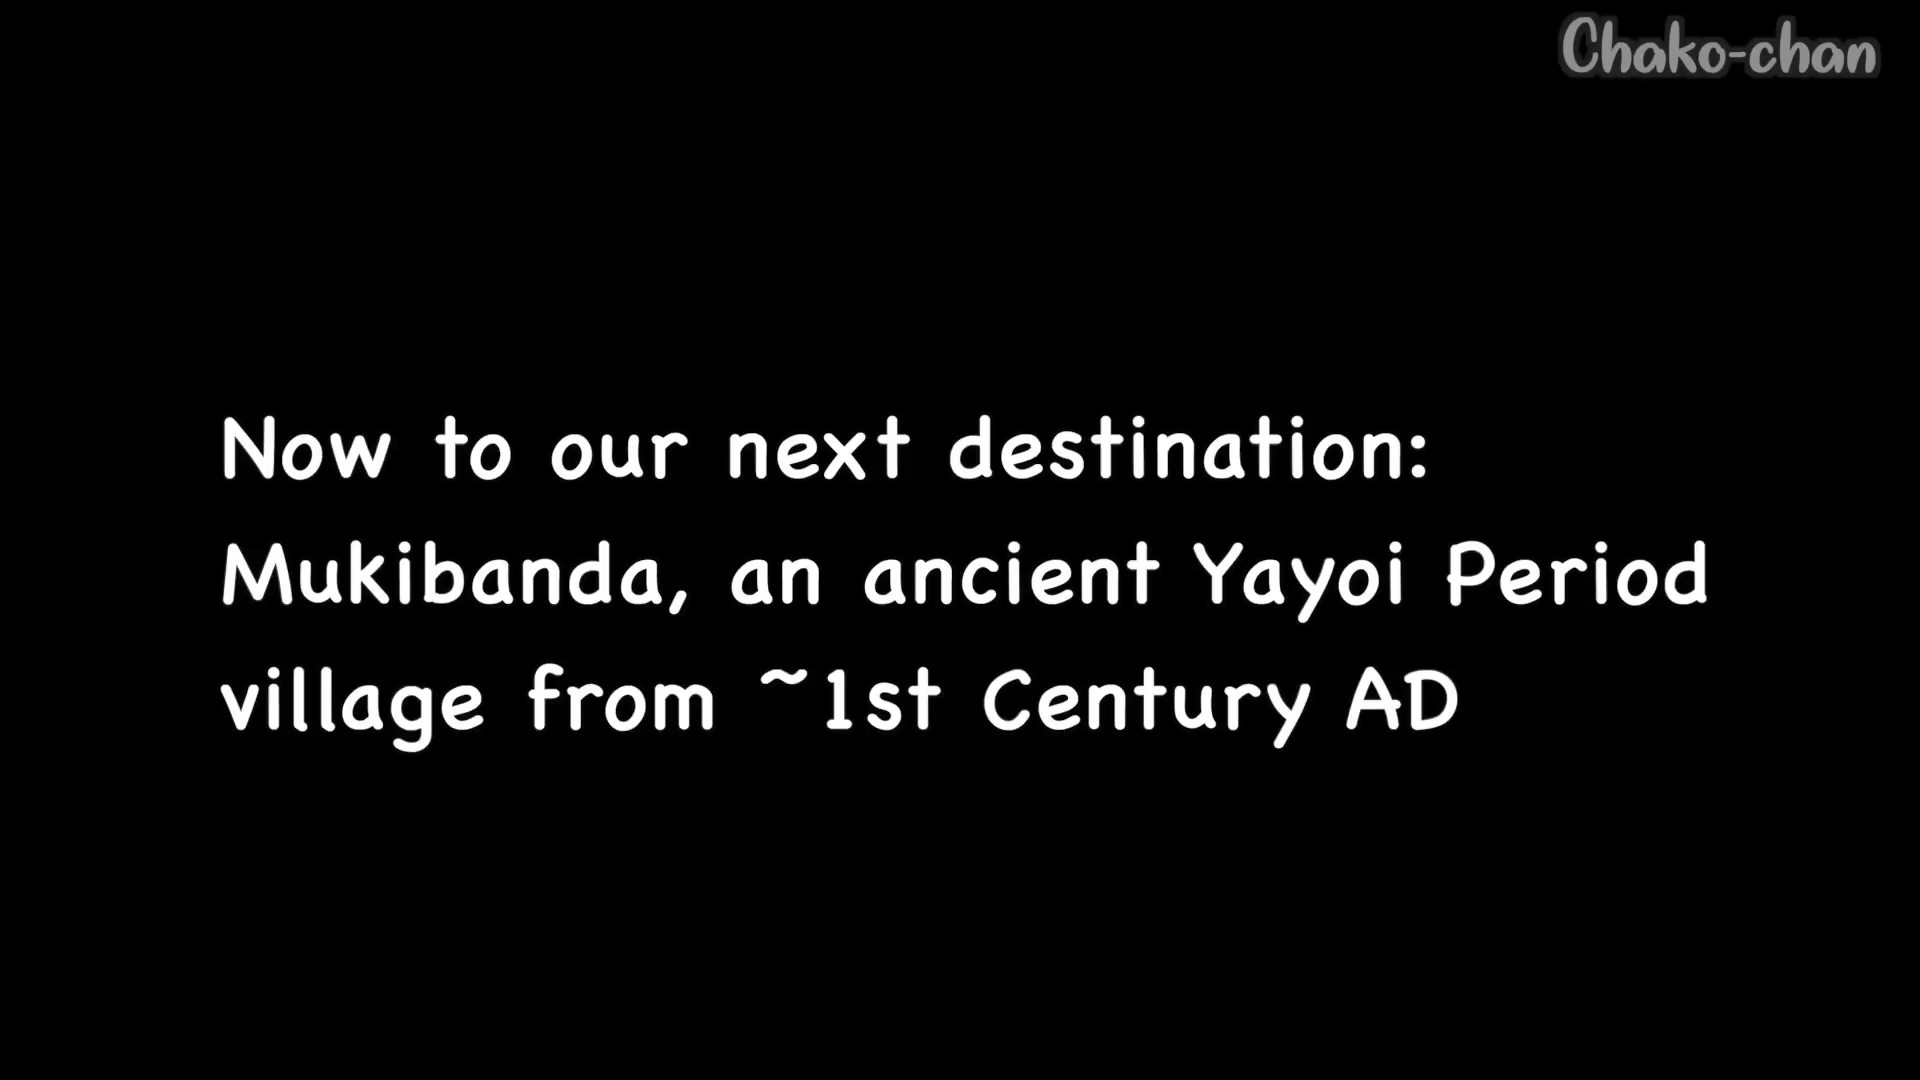 Chako-chan
Now to our next destination:
Mukibanda, an ancient Yayoi Period
village from ~1st Century AD